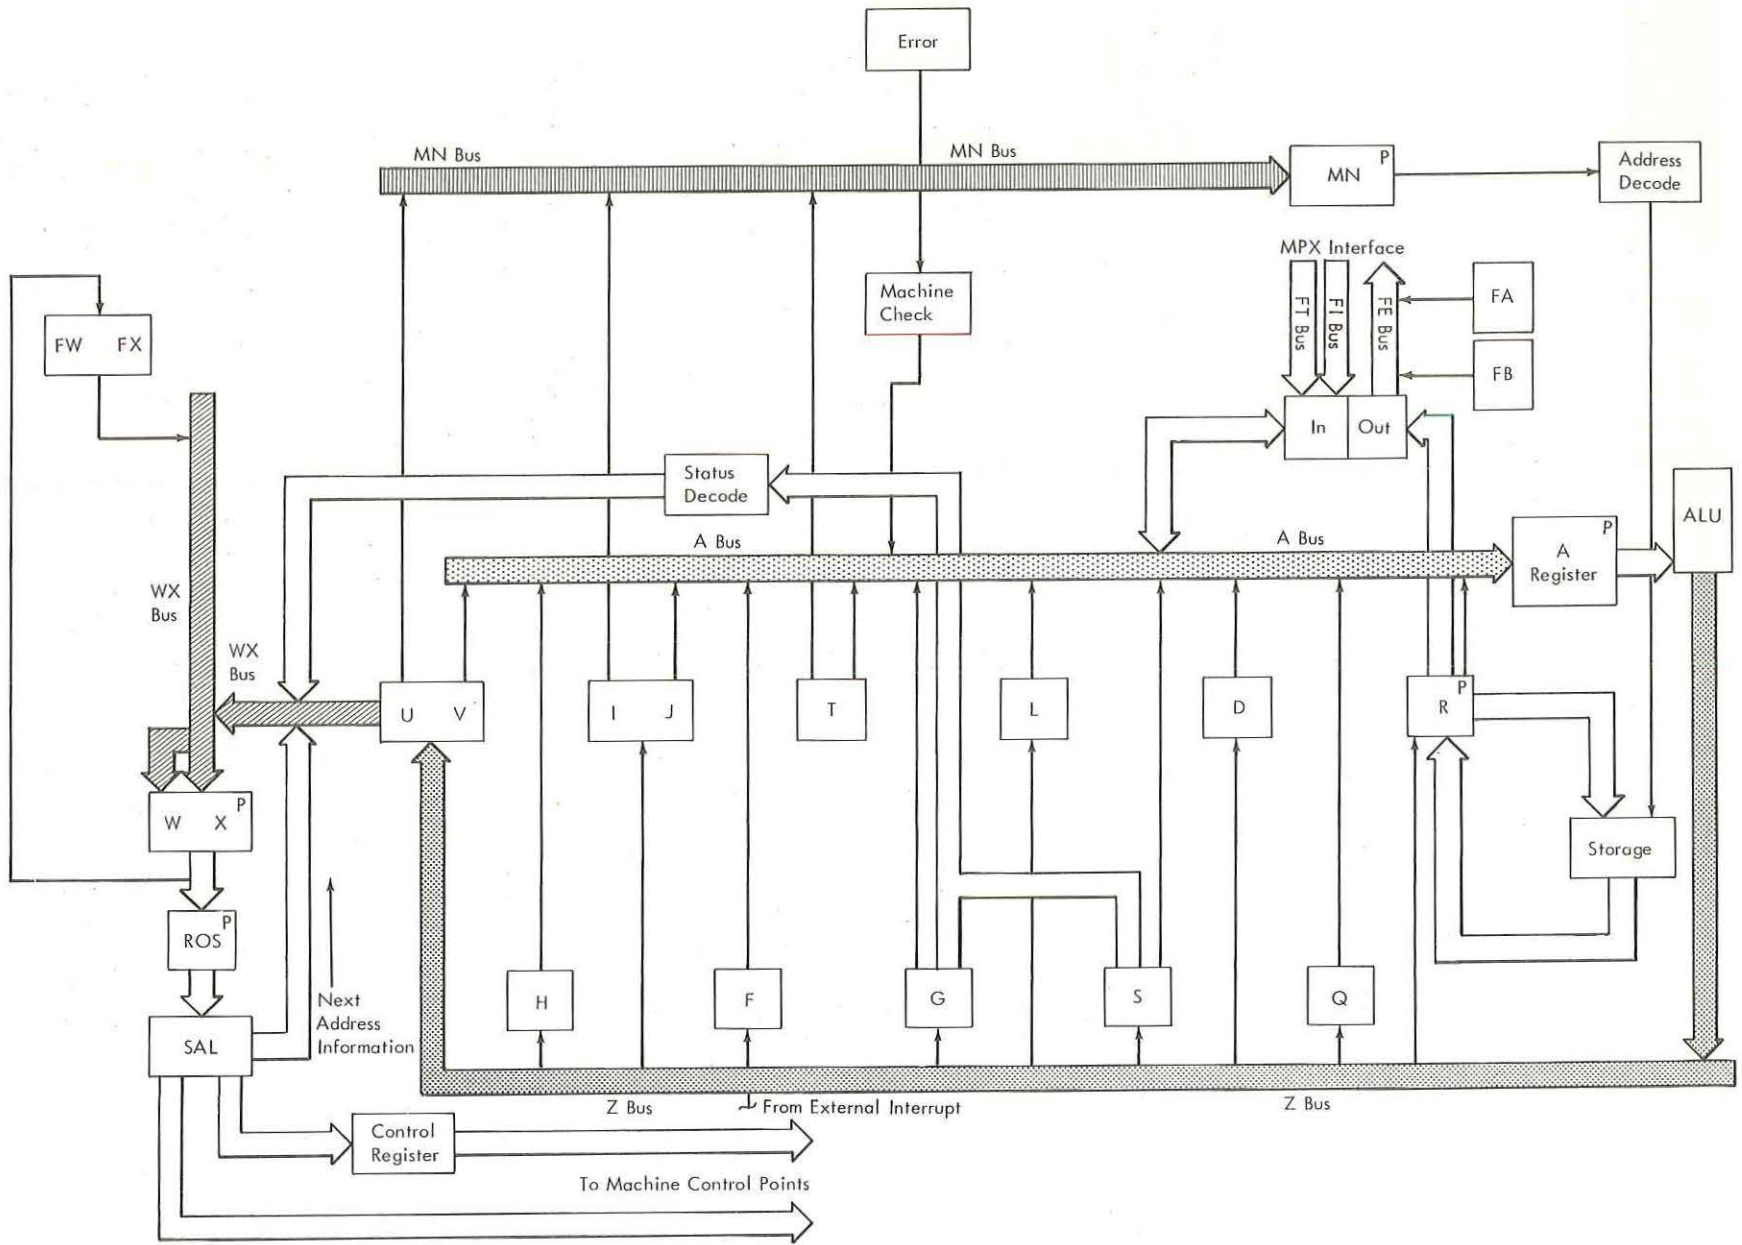 Error
MN Bus
MN Bus
P
MN
Address
Decode
MPX Interface
FT Bus
FI Bus
FE Bus
FA
FB
Machine
Check
FW FX
In
Out
Status
Decode
ALU
A Bus
A Bus
P
A
Register
WX
Bus
WX
Bus
U V
I J
T
L
D
P
R
P
W X
Storage
P
ROS
H
F
G
S
Q
Next
Address
Information
SAL
Z Bus
From External Interrupt
Z Bus
Control
Register
To Machine Control Points